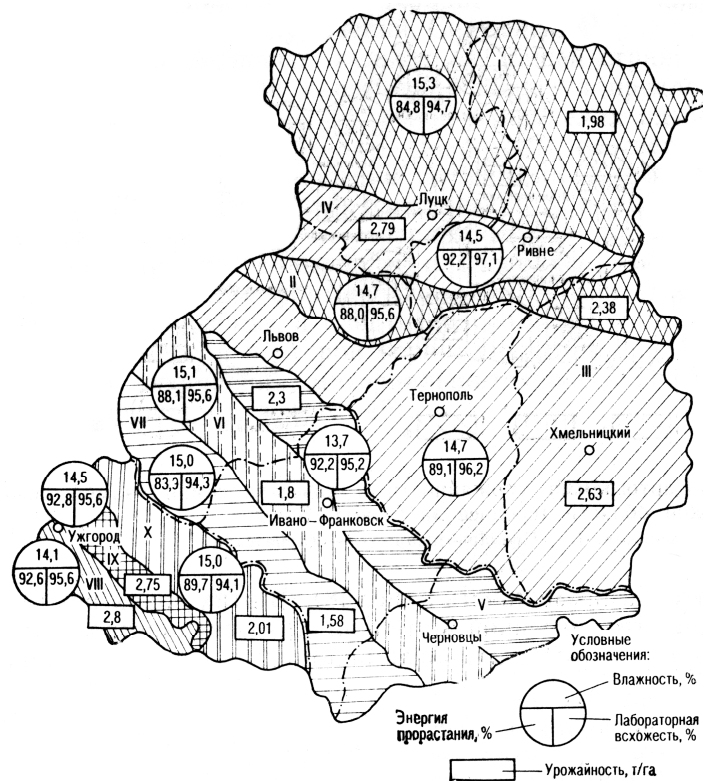 I
15,3
84,8 94,7
1,98
IV
Луцк
2,79
14,5
Ривне
92,2 97,1
II
14,7
88,0 95,6
2,38
Львов
III
15,1
88,1 95,6
2,3
Тернополь
VII
VI
13,7
92,2 95,2
14,7
89,1 96,2
Хмельницкий
15,0
83,3 94,3
1,8
2,63
14,5
92,8 95,6
Ивано-Франковск
Ужгород
X
14,1
92,6 95,6
IX
VIII
15,0
89,7 94,1
2,75
2,8
2,01
1,58
V
Черновцы
Условные
обозначения:
Влажность, %
Энергия
прорастания, %
Лабораторная
всхожесть, %
Урожайность, т/га